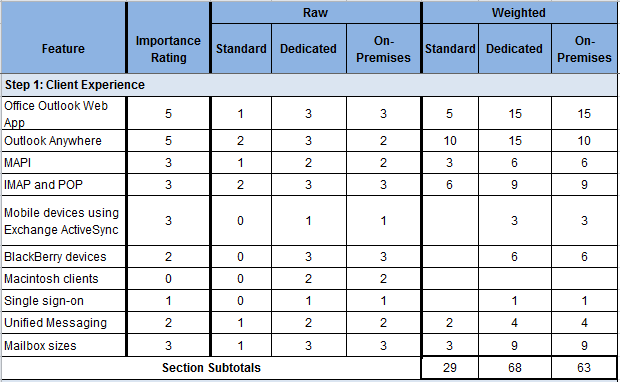 Raw Weighted
Feature Importance Rating Standard Dedicated On-Premises Standard Dedicated On-Premises
Step 1: Client Experience
Office Outlook Web App 5 1 3 3 5 15 15
Outlook Anywhere 5 2 3 2 10 15 10
MAPI 3 1 2 2 3 6 6
IMAP and POP 3 2 3 3 6 9 9
Mobile devices using Exchange ActiveSync 3 0 1 1 3 3
BlackBerry devices 2 0 3 3 6 6
Macintosh clients 0 0 2 2
Single sign-on 1 0 1 1 1 1
Unified Messaging 2 1 2 2 2 4 4
Mailbox sizes 3 1 3 3 3 9 9
Section Subtotals 29 68 63